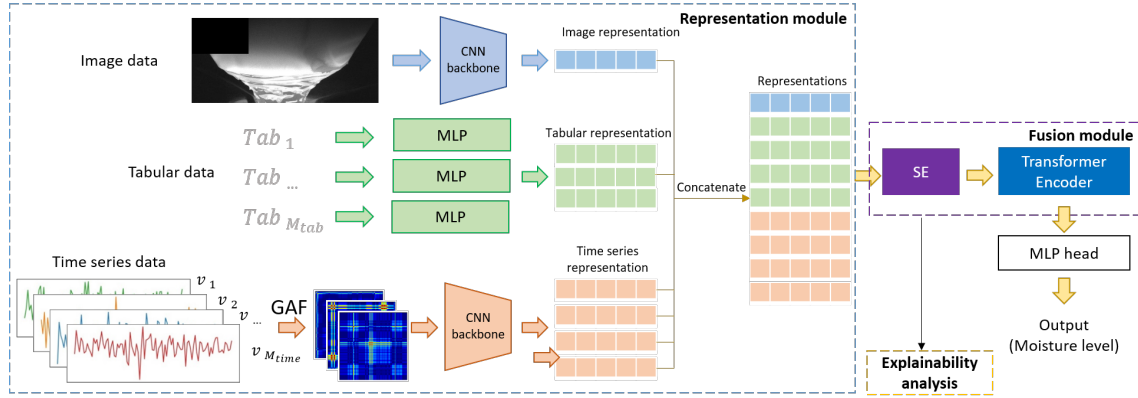 Representation module
Image data
CNN
backbone
Image representation
Representations
Tab 1
MLP
Tabular representation
Tabular data
Tab ...
MLP
Concatenate
Tab M_tab
MLP
Fusion module
SE
Transformer
Encoder
MLP head
Output
(Moisture level)
Explainability
analysis
Time series data
v 1
v 2
v ...
v M_time
GAF
CNN
backbone
Time series
representation